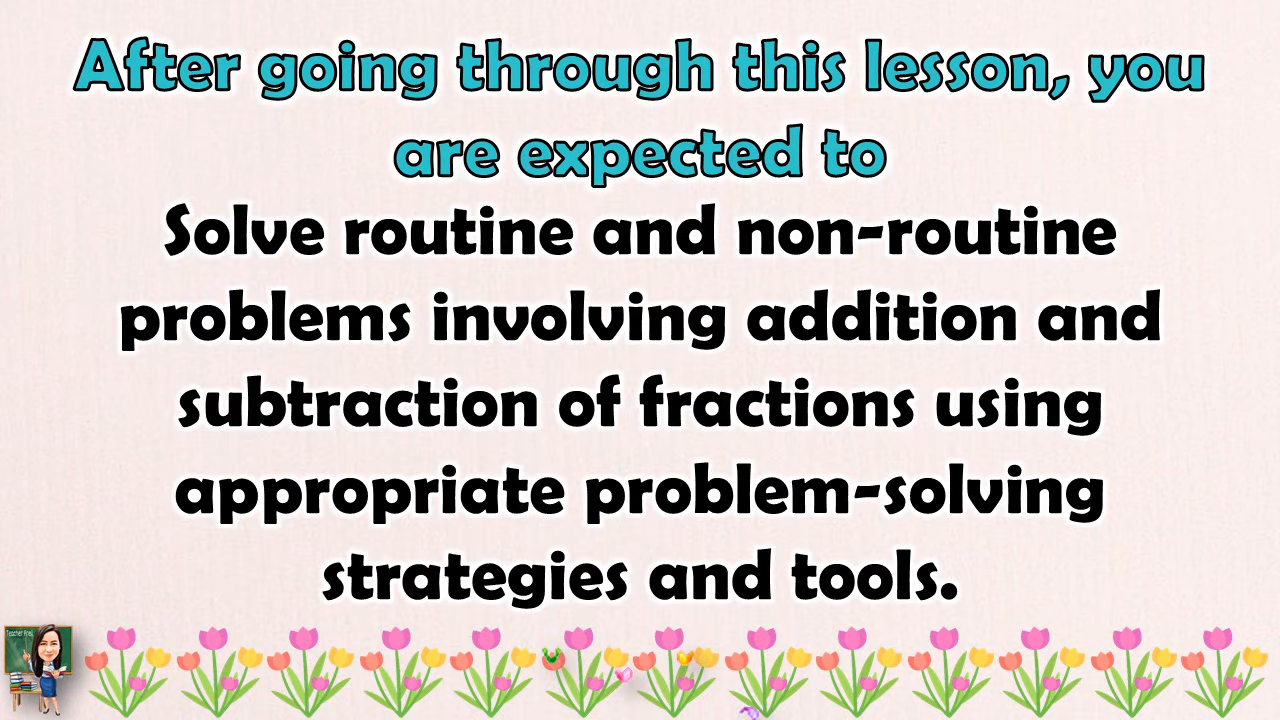 After going through this lesson, you
are expected to
Solve routine and non-routine
problems involving addition and
subtraction of fractions using
appropriate problem-solving
strategies and tools.